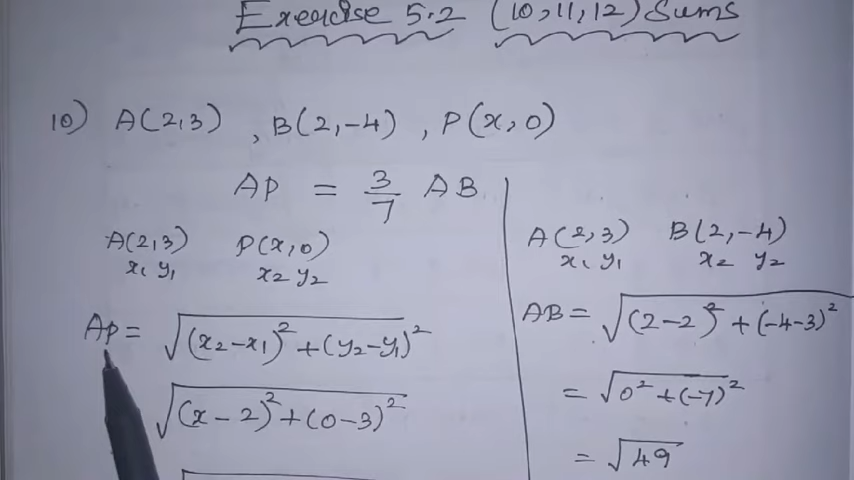 Exercise 5.2 (10,11,12) Sums
10) A(2,3) , B(2,-4) , P(x,0)
AP = 3/7 AB
A(2,3) P(x,0)
x₁ y₁ x₂ y₂
AP = √(x₂-x₁)² + (y₂-y₁)²
√(x-2)² + (0-3)²
A(2,3) B(2,-4)
x₁ y₁ x₂ y₂
AB = √(2-2)² + (-4-3)²
= √0² + (-7)²
= √49